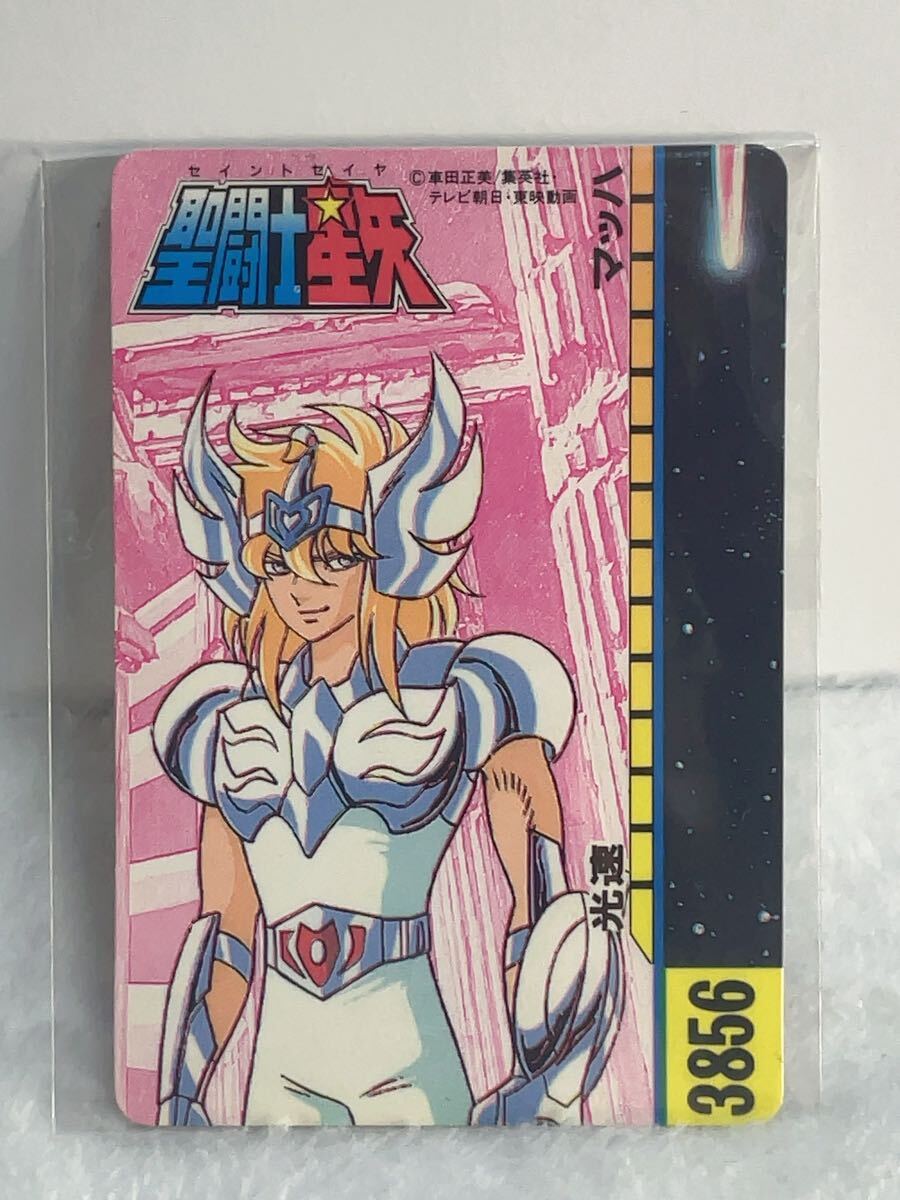 セイントセイヤ
聖闘士星矢
©車田正美/集英社・
テレビ朝日・東映動画
マッハ
光速
3856